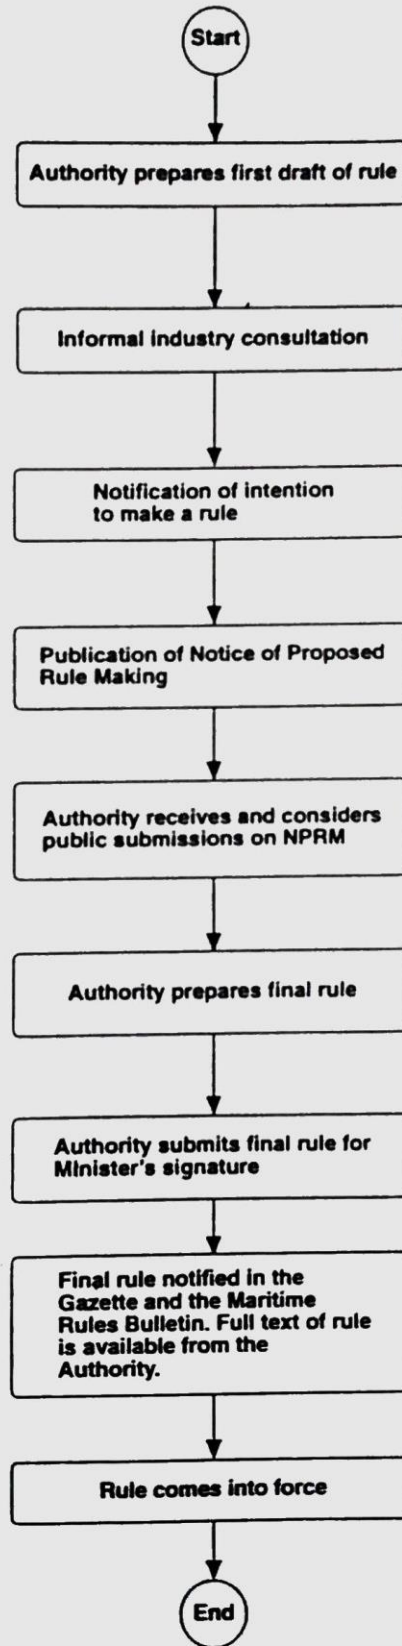 Start
Authority prepares first draft of rule
Informal industry consultation
Notification of intention
to make a rule
Publication of Notice of Proposed
Rule Making
Authority receives and considers
public submissions on NPRM
Authority prepares final rule
Authority submits final rule for
Minister's signature
Final rule notified in the
Gazette and the Maritime
Rules Bulletin. Full text of rule
is available from the
Authority.
Rule comes into force
End